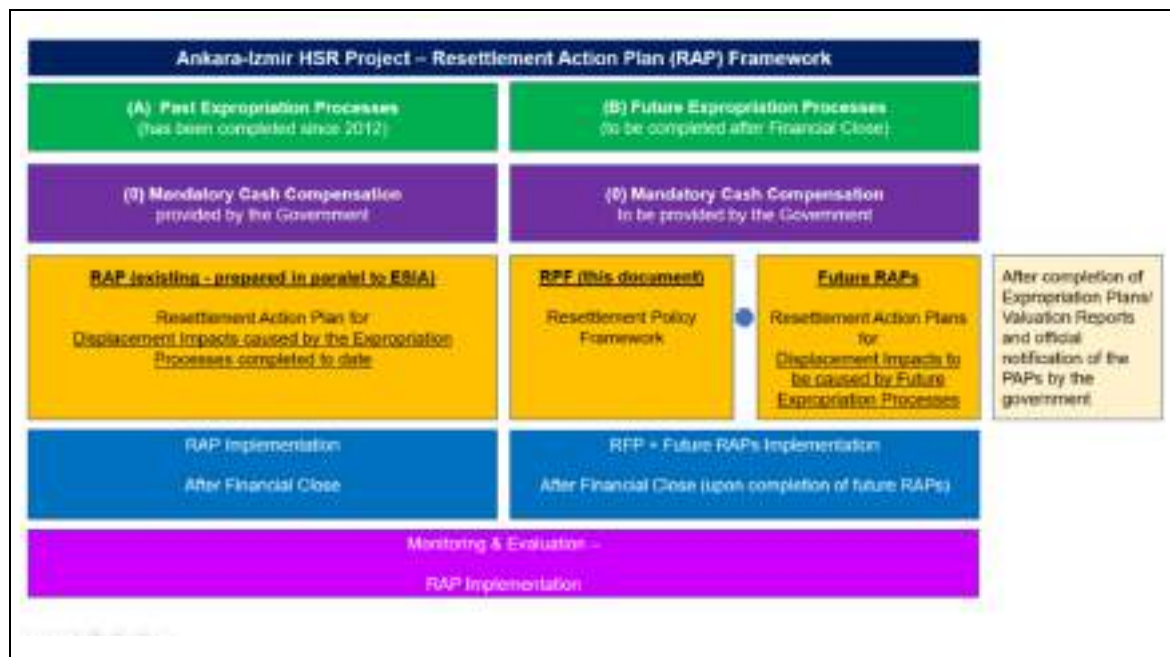 Ankara-Izmir HSR Project – Resettlement Action Plan (RAP) Framework
(A) Past Expropriation Processes
(has been completed since 2012)
(B) Future Expropriation Processes
(to be completed after Financial Close)
(0) Mandatory Cash Compensation
provided by the Government
(0) Mandatory Cash Compensation
to be provided by the Government
RAP (existing - prepared in paralel to ESIA)
Resettlement Action Plan for
Displacement Impacts caused by the Expropriation
Processes completed to date
RPF (this document)
Resettlement Policy
Framework
Future RAPs
Resettlement Action Plans
for
Displacement Impacts to
be caused by Future
Expropriation Processes
After completion of
Expropriation Plans/
Valuation Reports
and official
notification of the
PAPs by the
government
RAP Implementation
After Financial Close
RFP + Future RAPs Implementation
After Financial Close (upon completion of future RAPs)
Monitoring & Evaluation –
RAP Implementation